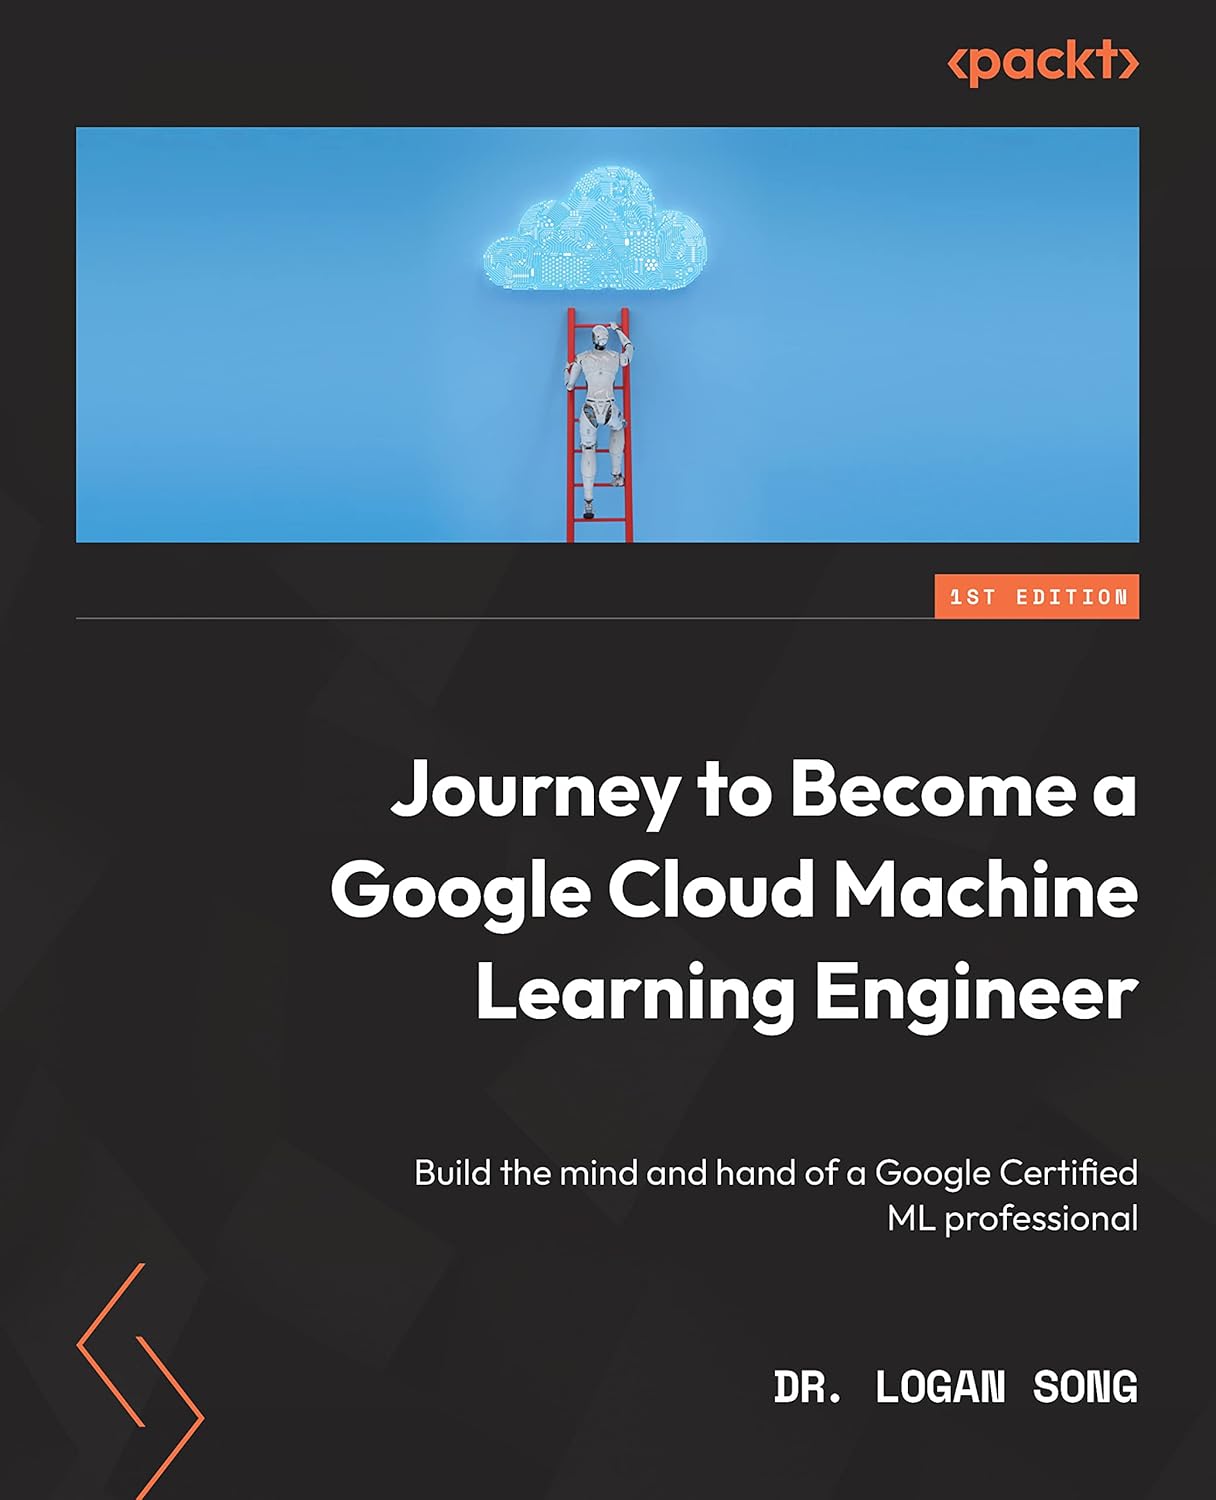 <packt>
1ST EDITION
Journey to Become a
Google Cloud Machine
Learning Engineer
Build the mind and hand of a Google Certified
ML professional
DR. LOGAN SONG